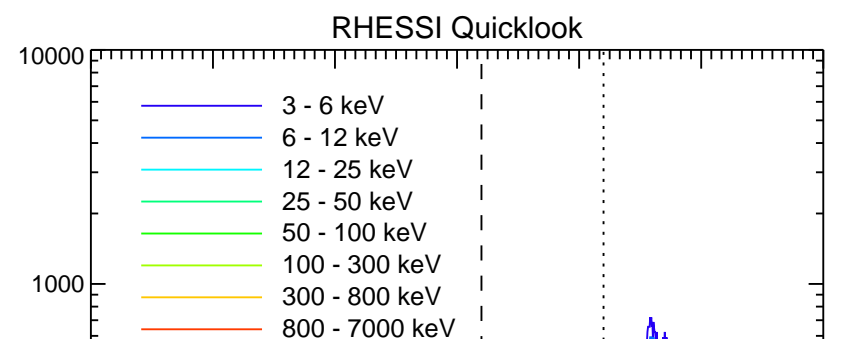 RHESSI Quicklook
10000
3 - 6 keV
6 - 12 keV
12 - 25 keV
25 - 50 keV
50 - 100 keV
100 - 300 keV
1000
300 - 800 keV
800 - 7000 keV